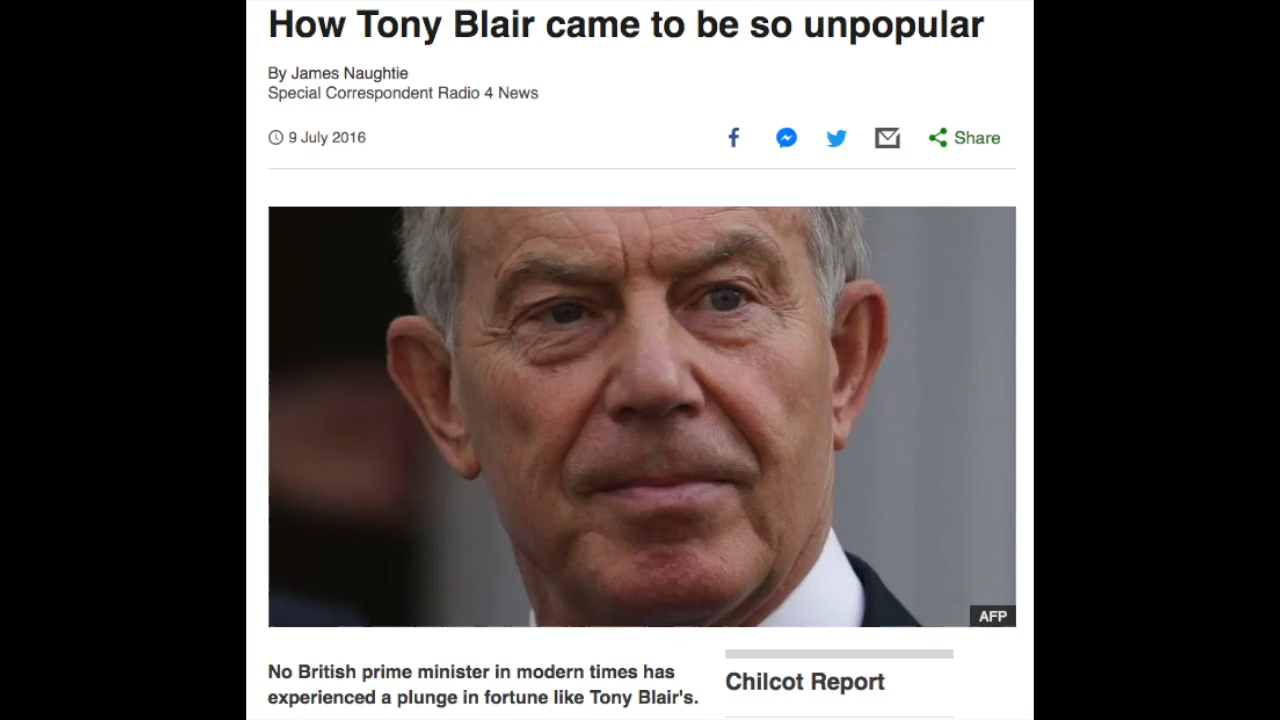 How Tony Blair came to be so unpopular
By James Naughtie
Special Correspondent Radio 4 News
9 July 2016
Share
AFP
No British prime minister in modern times has
experienced a plunge in fortune like Tony Blair's.
Chilcot Report